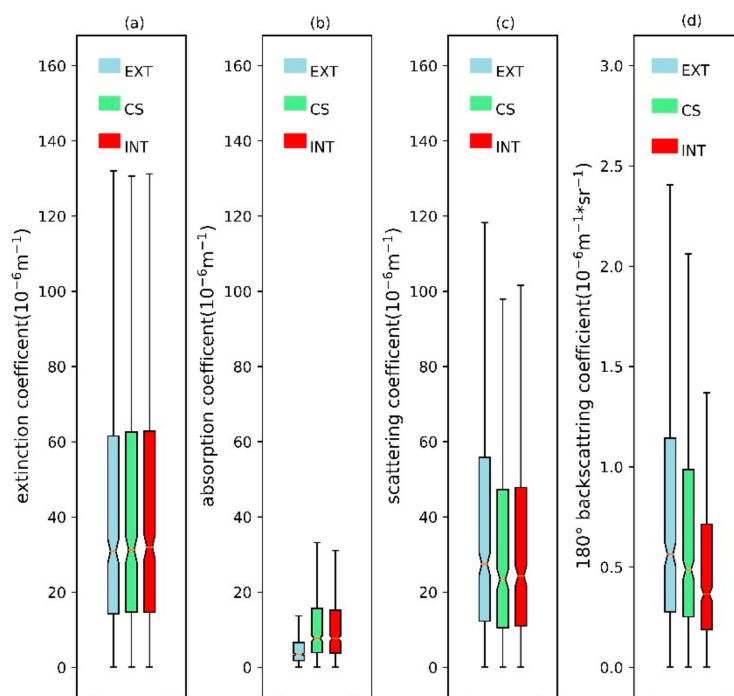 (a)
extinction coefficent(10⁻⁶m⁻¹)
160
140
120
100
80
60
40
20
0
EXT
CS
INT
(b)
absorption coefficent(10⁻⁶m⁻¹)
160
140
120
100
80
60
40
20
0
EXT
CS
INT
(c)
scattering coefficent(10⁻⁶m⁻¹)
160
140
120
100
80
60
40
20
0
EXT
CS
INT
(d)
180° backscattring coefficient(10⁻⁶m⁻¹*sr⁻¹)
3.0
2.5
2.0
1.5
1.0
0.5
0.0
EXT
CS
INT